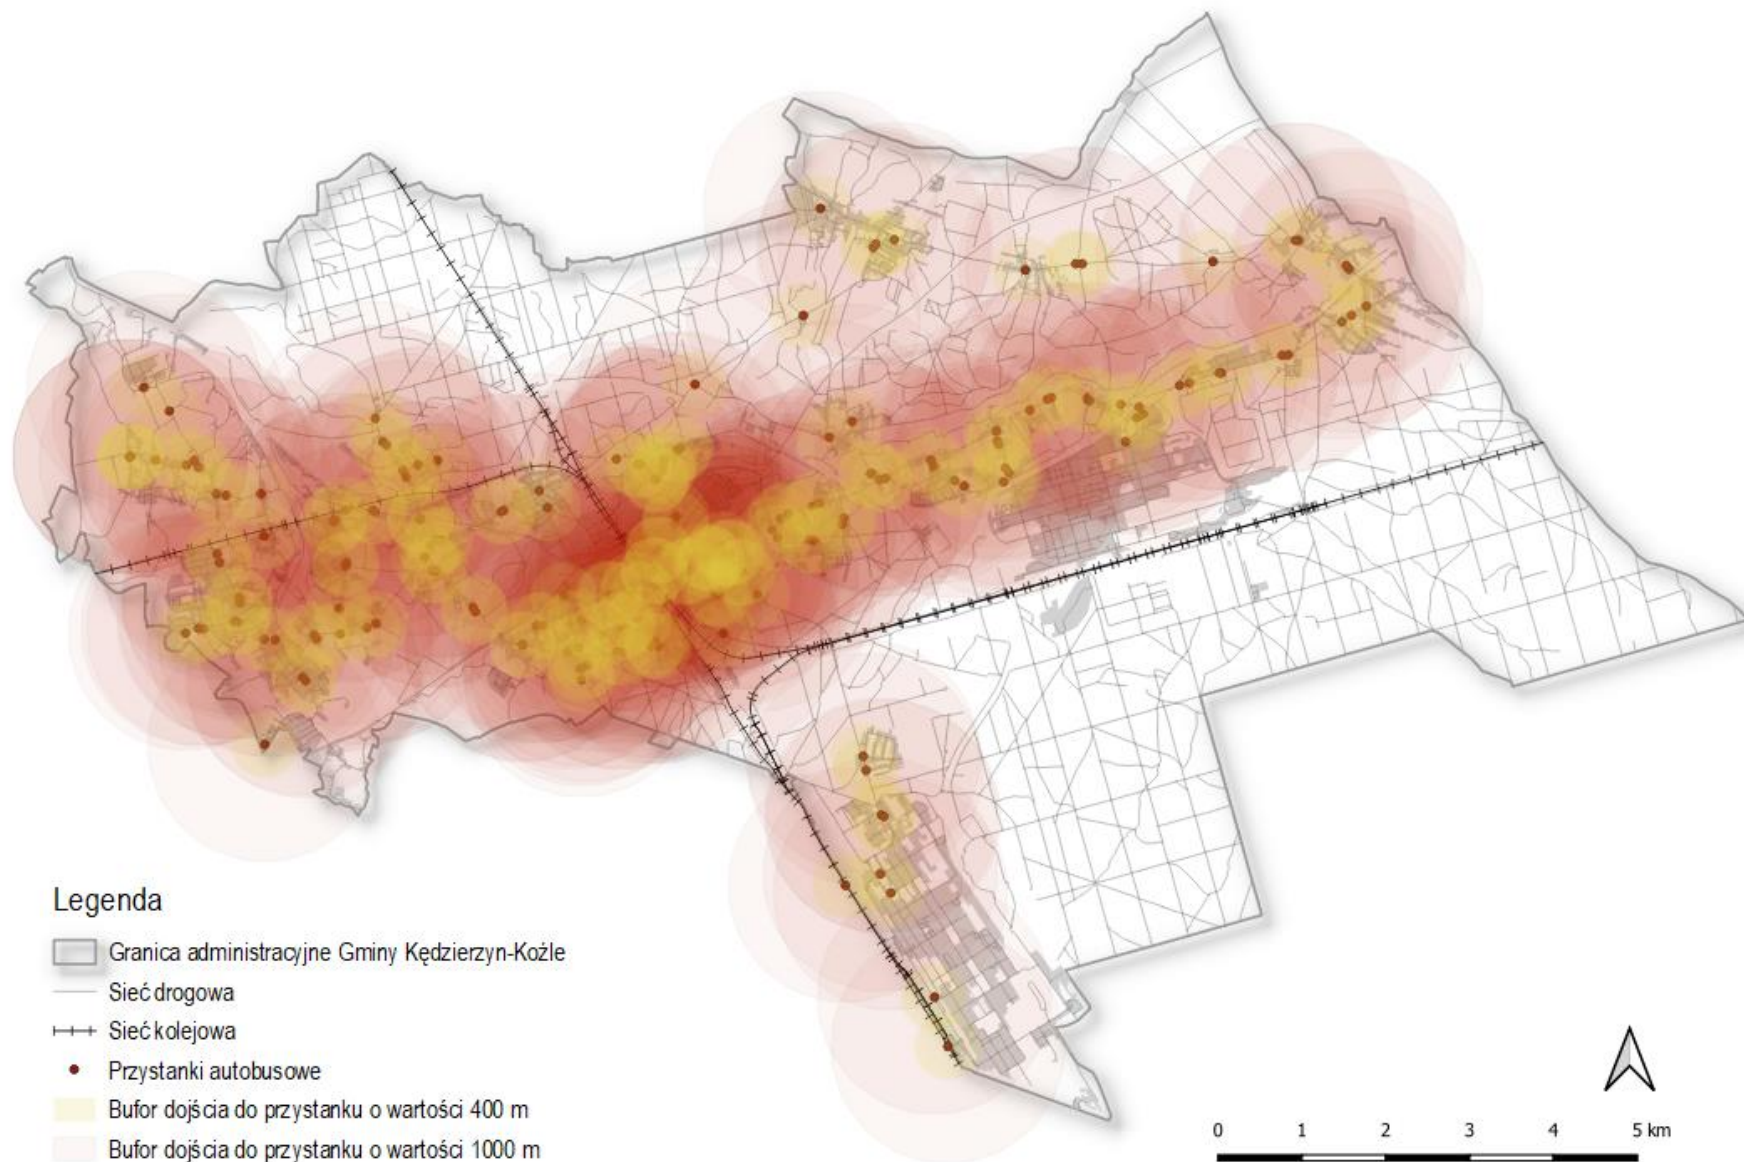 Legenda
Granica administracyjne Gminy Kędzierzyn-Koźle
Sieć drogowa
Sieć kolejowa
Przystanki autobusowe
Bufor dojścia do przystanku o wartości 400 m
Bufor dojścia do przystanku o wartości 1000 m
0 1 2 3 4 5 km